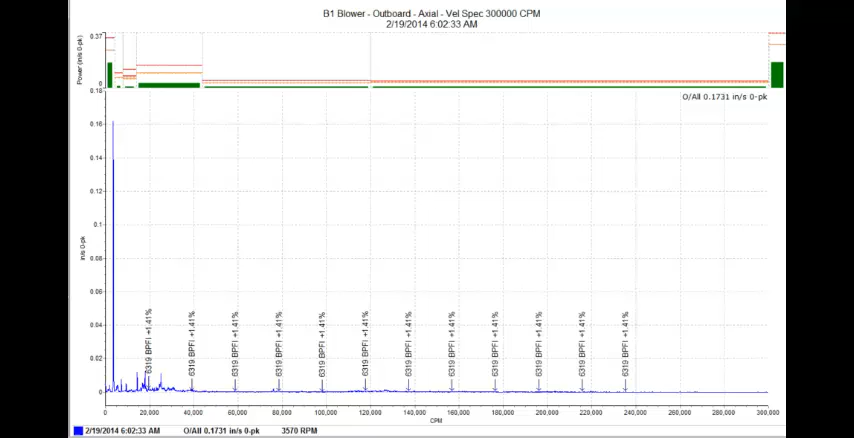 B1 Blower - Outboard - Axial - Vel Spec 300000 CPM
2/19/2014 6:02:33 AM
0.37
Power (in/s 0-pk)
0
0.18
O/All 0.1731 in/s 0-pk
0.16
0.14
0.12
0.1
in/s 0-pk
0.08
0.06
0.04
0.02
0
6319 BPFI +1.41%
6319 BPFI +1.41%
6319 BPFI +1.41%
6319 BPFI +1.41%
6319 BPFI +1.41%
6319 BPFI +1.41%
6319 BPFI +1.41%
6319 BPFI +1.41%
6319 BPFI +1.41%
6319 BPFI +1.41%
6319 BPFI +1.41%
6319 BPFI +1.41%
0 20,000 40,000 60,000 80,000 100,000 120,000 140,000 160,000 180,000 200,000 220,000 240,000 260,000 280,000 300,000
CPM
2/19/2014 6:02:33 AM O/All 0.1731 in/s 0-pk 3570 RPM